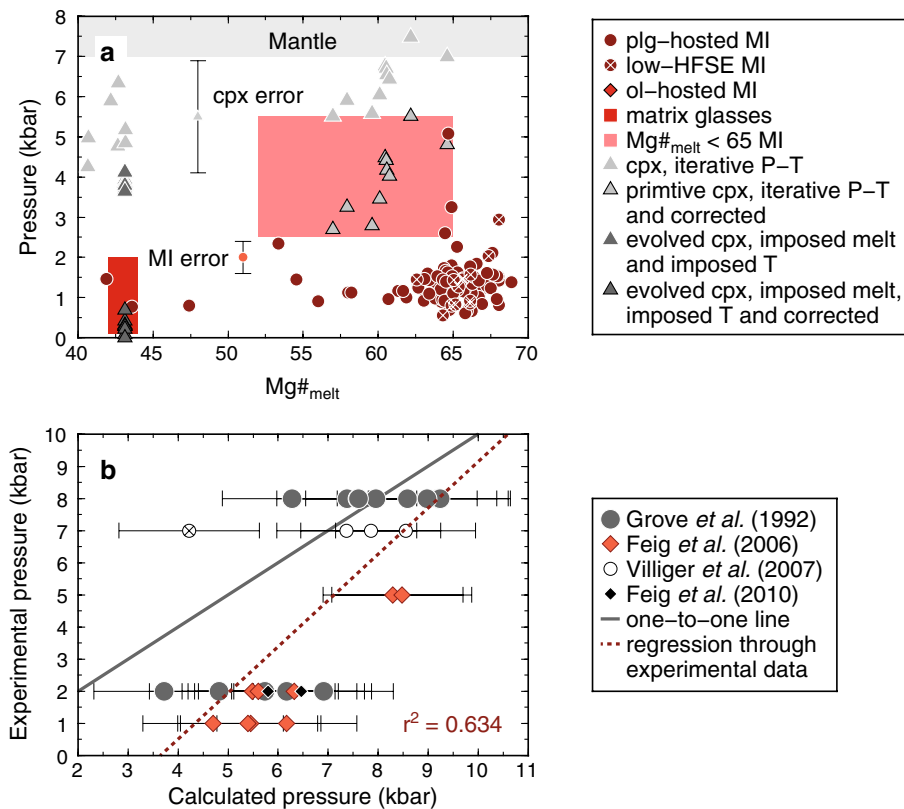 8
7
6
5
4
3
2
1
0
Pressure (kbar)
a
Mantle
cpx error
MI error
40 45 50 55 60 65 70
Mg#melt
plg-hosted MI
low-HFSE MI
ol-hosted MI
matrix glasses
Mg#melt < 65 MI
cpx, iterative P-T
primtive cpx, iterative P-T
and corrected
evolved cpx, imposed melt
and imposed T
evolved cpx, imposed melt,
imposed T and corrected
10
9
8
7
6
5
4
3
2
1
0
Experimental pressure (kbar)
b
r² = 0.634
2 3 4 5 6 7 8 9 10 11
Calculated pressure (kbar)
Grove et al. (1992)
Feig et al. (2006)
Villiger et al. (2007)
Feig et al. (2010)
one-to-one line
regression through
experimental data